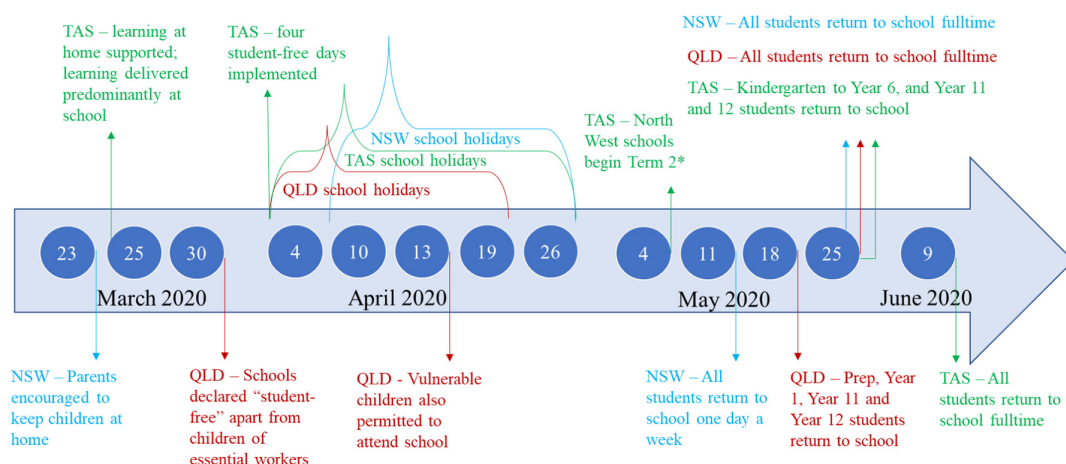 TAS – learning at
home supported;
learning delivered
predominantly at
school
TAS – four
student-free days
implemented
NSW – All students return to school fulltime
QLD – All students return to school fulltime
TAS – Kindergarten to Year 6, and Year 11
and 12 students return to school
NSW school holidays
TAS school holidays
QLD school holidays
TAS – North
West schools
begin Term 2*
23
25
30
4
10
13
19
26
4
11
18
25
9
March 2020
April 2020
May 2020
June 2020
NSW – Parents
encouraged to
keep children at
home
QLD – Schools
declared “student-
free” apart from
children of
essential workers
QLD - Vulnerable
children also
permitted to
attend school
NSW – All
students return to
school one day a
week
QLD – Prep, Year
1, Year 11 and
Year 12 students
return to school
TAS – All
students return to
school fulltime